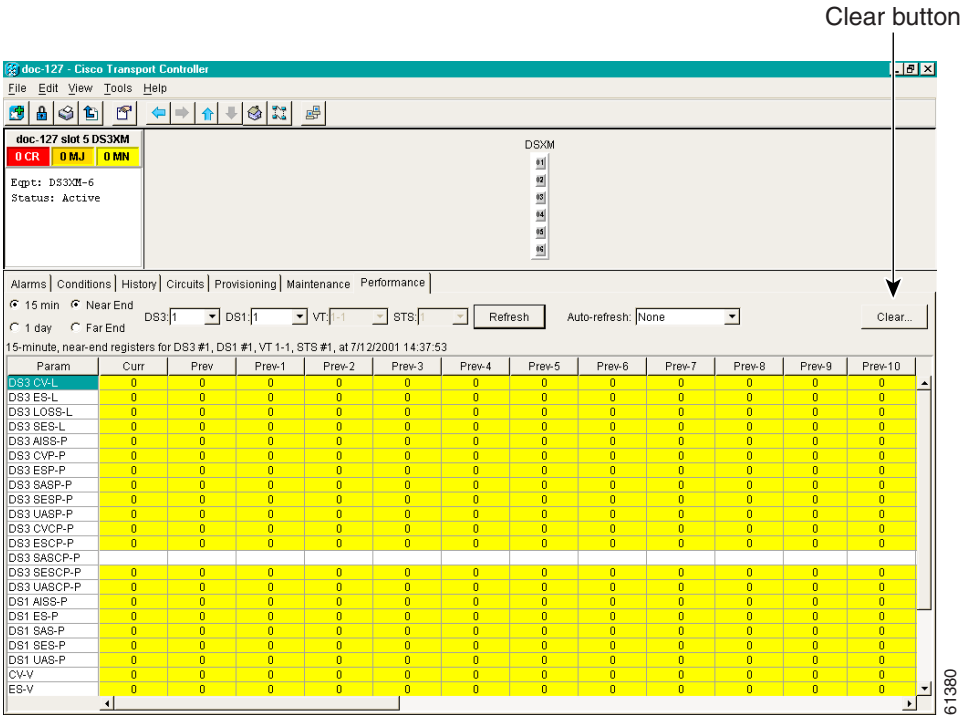 Clear button
doc-127 - Cisco Transport Controller
File Edit View Tools Help
doc-127 slot 5 DS3XM
0 CR 0 MJ 0 MN
Eqpt: DS3XM-6
Status: Active
DSXM
01
02
03
04
05
06
Alarms Conditions History Circuits Provisioning Maintenance Performance
15 min Near End
1 day Far End
DS3: 1 DS1: 1 VT: 1-1 STS: 1 Refresh Auto-refresh: None Clear...
15-minute, near-end registers for DS3 #1, DS1 #1, VT 1-1, STS #1, at 7/12/2001 14:37:53
Param Curr Prev Prev-1 Prev-2 Prev-3 Prev-4 Prev-5 Prev-6 Prev-7 Prev-8 Prev-9 Prev-10
DS3 CV-L 0 0 0 0 0 0 0 0 0 0 0 0
DS3 ES-L 0 0 0 0 0 0 0 0 0 0 0 0
DS3 LOSS-L 0 0 0 0 0 0 0 0 0 0 0 0
DS3 SES-L 0 0 0 0 0 0 0 0 0 0 0 0
DS3 AISS-P 0 0 0 0 0 0 0 0 0 0 0 0
DS3 CVP-P 0 0 0 0 0 0 0 0 0 0 0 0
DS3 ESP-P 0 0 0 0 0 0 0 0 0 0 0 0
DS3 SASP-P 0 0 0 0 0 0 0 0 0 0 0 0
DS3 SESP-P 0 0 0 0 0 0 0 0 0 0 0 0
DS3 UASP-P 0 0 0 0 0 0 0 0 0 0 0 0
DS3 CVCP-P 0 0 0 0 0 0 0 0 0 0 0 0
DS3 ESCP-P 0 0 0 0 0 0 0 0 0 0 0 0
DS3 SASCP-P
DS3 SESCP-P 0 0 0 0 0 0 0 0 0 0 0 0
DS3 UASCP-P 0 0 0 0 0 0 0 0 0 0 0 0
DS1 AISS-P 0 0 0 0 0 0 0 0 0 0 0 0
DS1 ES-P 0 0 0 0 0 0 0 0 0 0 0 0
DS1 SAS-P 0 0 0 0 0 0 0 0 0 0 0 0
DS1 SES-P 0 0 0 0 0 0 0 0 0 0 0 0
DS1 UAS-P 0 0 0 0 0 0 0 0 0 0 0 0
CV-V 0 0 0 0 0 0 0 0 0 0 0 0
ES-V 0 0 0 0 0 0 0 0 0 0 0 0
61380